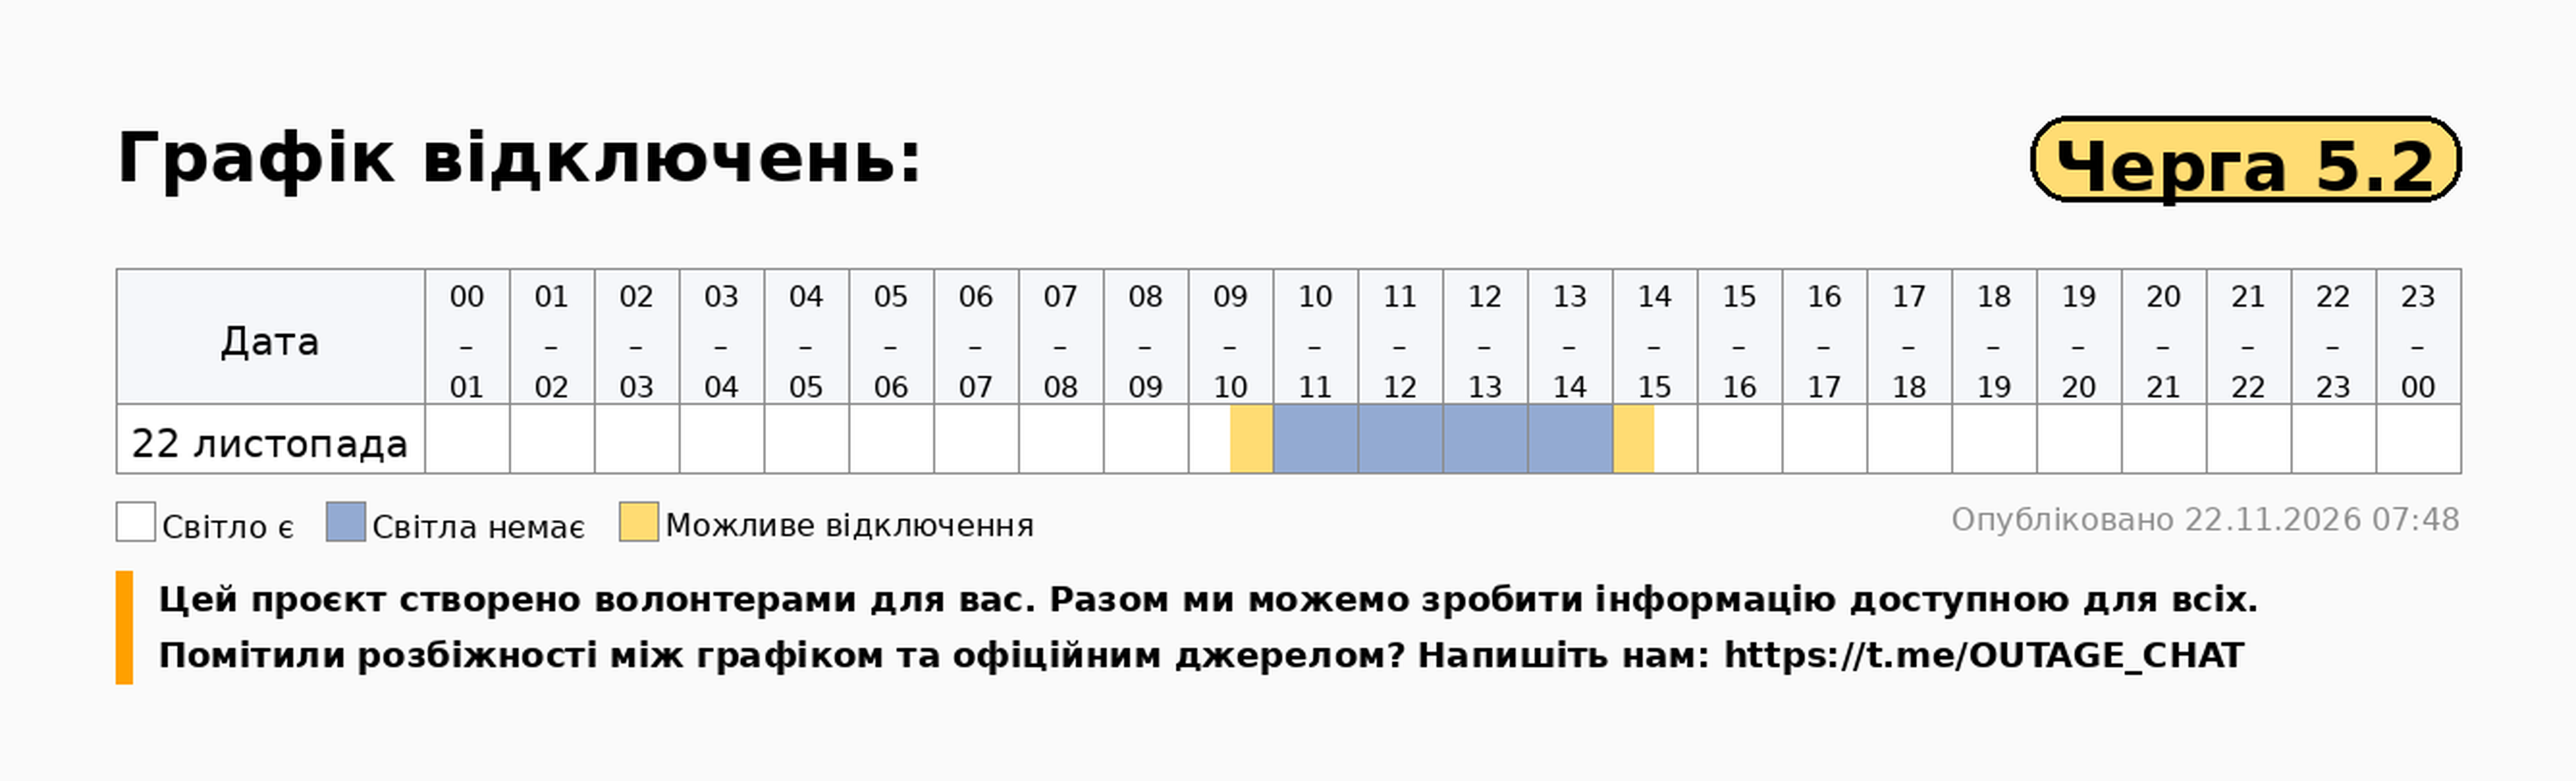 Графік відключень:
Черга 5.2
Дата 00 – 01 01 – 02 02 – 03 03 – 04 04 – 05 05 – 06 06 – 07 07 – 08 08 – 09 09 – 10 10 – 11 11 – 12 12 – 13 13 – 14 14 – 15 15 – 16 16 – 17 17 – 18 18 – 19 19 – 20 20 – 21 21 – 22 22 – 23 23 – 00
22 листопада
Світло є Світла немає Можливе відключення
Опубліковано 22.11.2026 07:48
Цей проєкт створено волонтерами для вас. Разом ми можемо зробити інформацію доступною для всіх.
Помітили розбіжності між графіком та офіційним джерелом? Напишіть нам: https://t.me/OUTAGE_CHAT